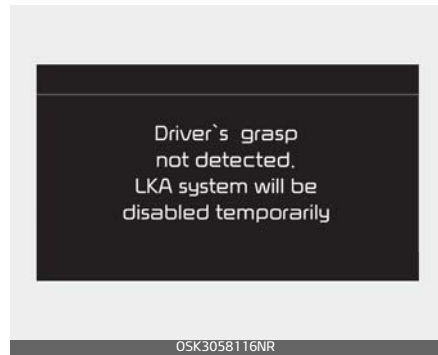 Driver`s grasp
not detected.
LKA system will be
disabled temporarily
OSK3058116NR